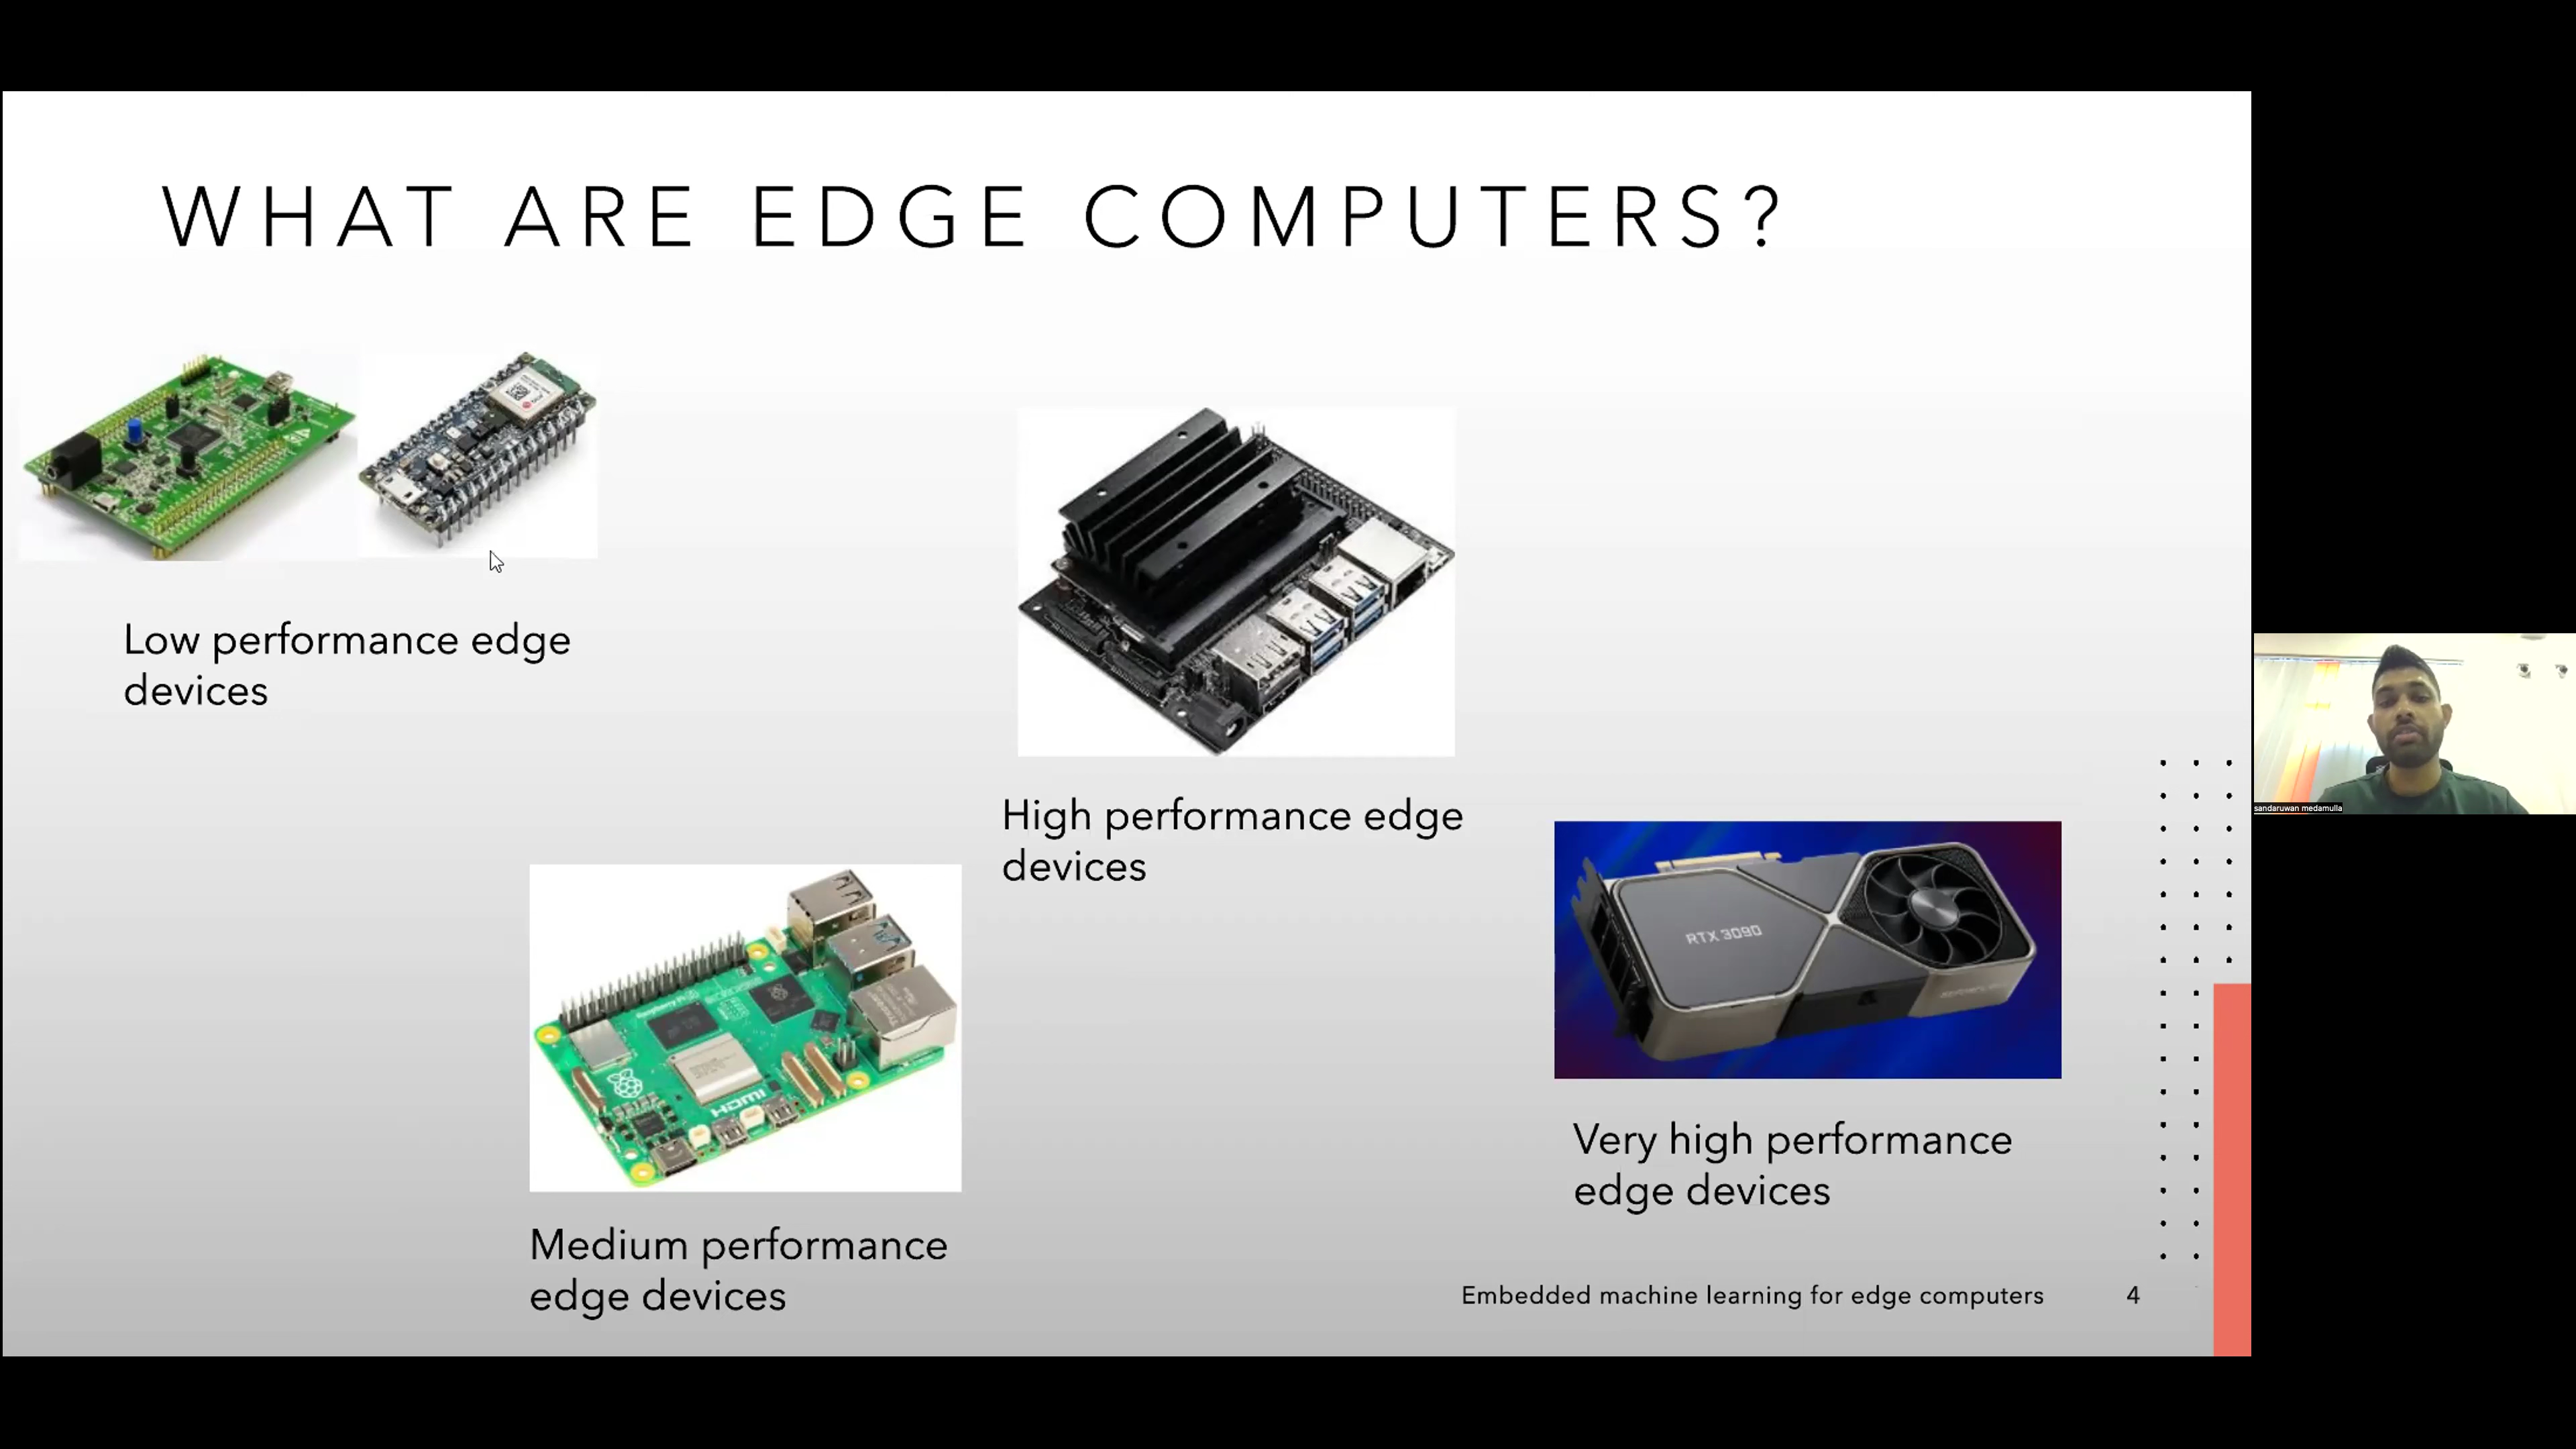 WHAT ARE EDGE COMPUTERS?
Low performance edge
devices
High performance edge
devices
sandaruwan medamulla
RTX 3090
HDMI
Very high performance
edge devices
Medium performance
edge devices
Embedded machine learning for edge computers
4